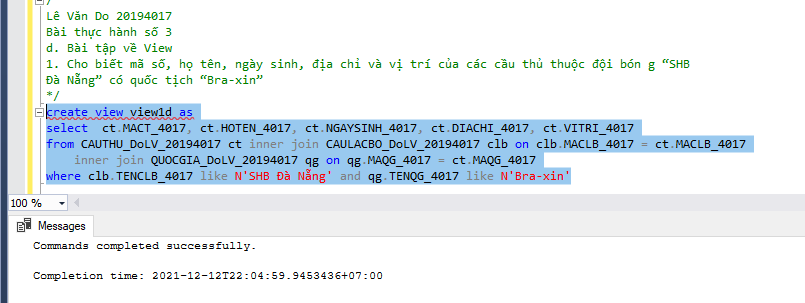 /
Lê Văn Do 20194017
Bài thực hành số 3
d. Bài tập về View
1. Cho biết mã số, họ tên, ngày sinh, địa chỉ và vị trí của các cầu thủ thuộc đội bón g “SHB
Đà Nẵng” có quốc tịch “Bra-xin”
*/
create view view1d as
select  ct.MACT_4017, ct.HOTEN_4017, ct.NGAYSINH_4017, ct.DIACHI_4017, ct.VITRI_4017
from CAUTHU_DoLV_20194017 ct inner join CAULACBO_DoLV_20194017 clb on clb.MACLB_4017 = ct.MACLB_4017
    inner join QUOCGIA_DoLV_20194017 qg on qg.MAQG_4017 = ct.MAQG_4017
where clb.TENCLB_4017 like N'SHB Đà Nẵng' and qg.TENQG_4017 like N'Bra-xin'
100 %
Messages
Commands completed successfully.
Completion time: 2021-12-12T22:04:59.9453436+07:00